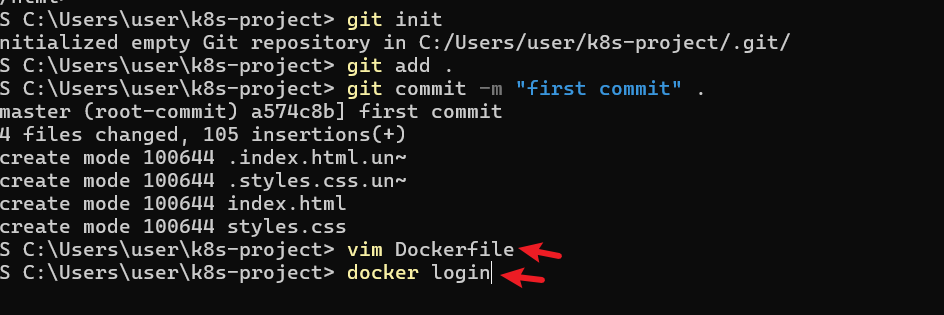 S C:\Users\user\k8s-project> git init
nitialized empty Git repository in C:/Users/user/k8s-project/.git/
S C:\Users\user\k8s-project> git add .
S C:\Users\user\k8s-project> git commit -m "first commit" .
master (root-commit) a574c8b] first commit
4 files changed, 105 insertions(+)
create mode 100644 .index.html.un~
create mode 100644 .styles.css.un~
create mode 100644 index.html
create mode 100644 styles.css
S C:\Users\user\k8s-project> vim Dockerfile
S C:\Users\user\k8s-project> docker login